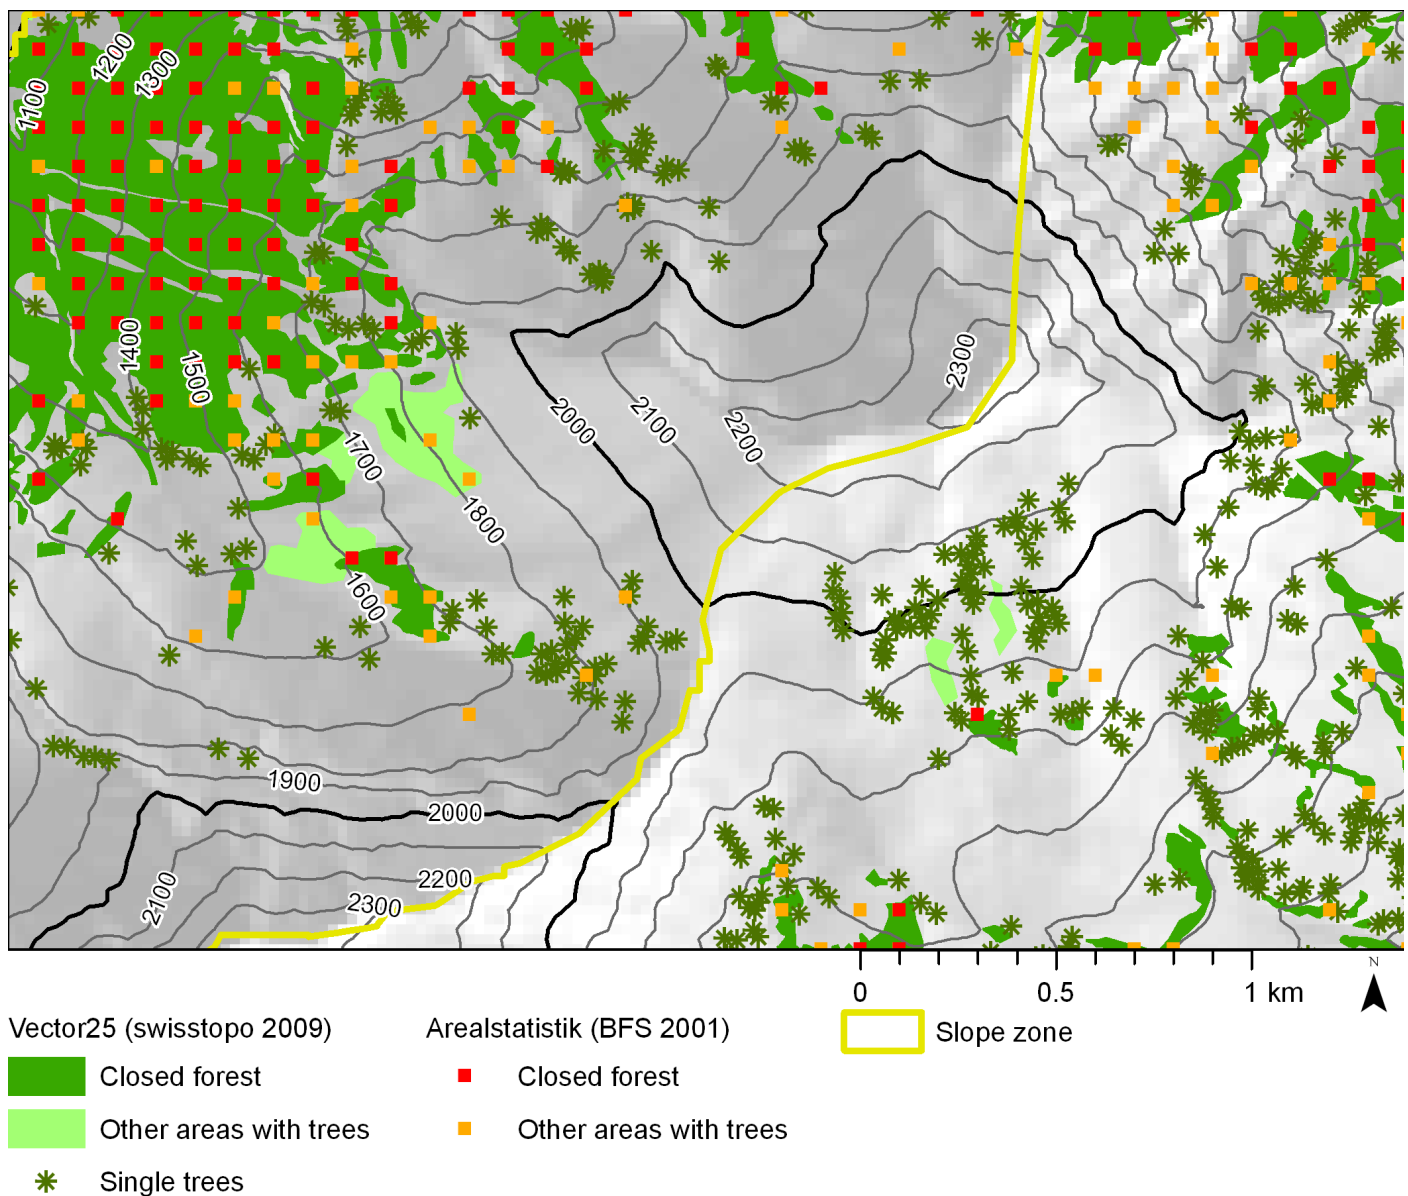 1200
1300
1100
1400
1500
2300
2000
2100
2200
1700
1800
1600
1900
2000
2200
2100
2300
N
0 0.5 1 km
Vector25 (swisstopo 2009) Arealstatistik (BFS 2001) Slope zone
Closed forest Closed forest
Other areas with trees Other areas with trees
Single trees